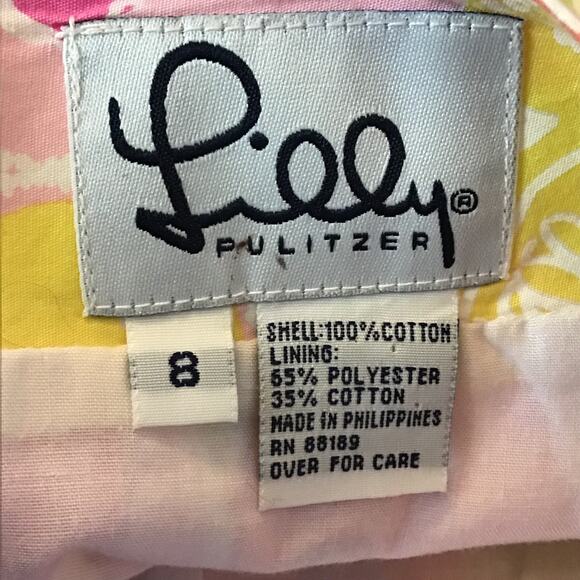 Lilly®
PULITZER
8
SHELL:100%COTTON
LINING:
65% POLYESTER
35% COTTON
MADE IN PHILIPPINES
RN 88189
OVER FOR CARE